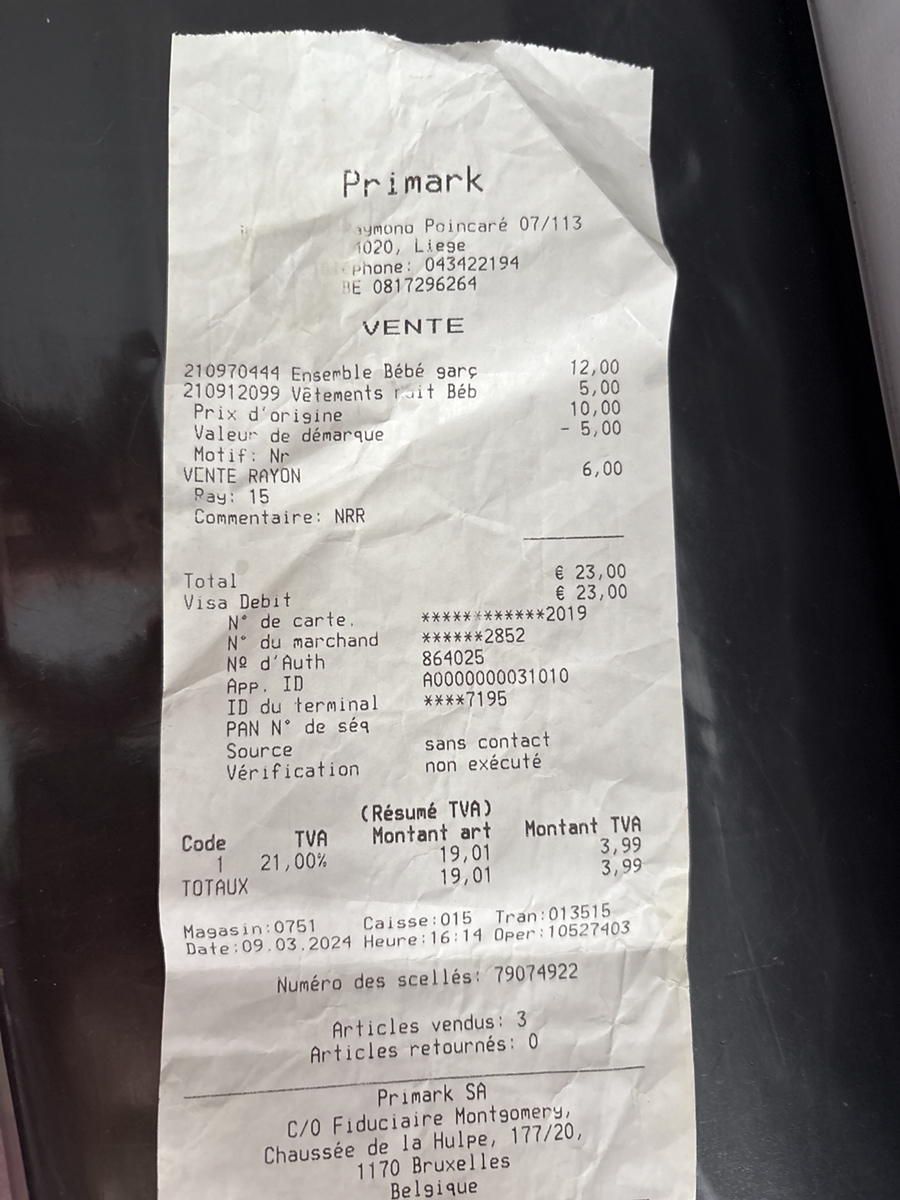 Primark
Poincaré 07/113
Liege
043422194
BE 0817296264
VENTE
210970444 Ensemble Bébé garç 12,00
210912099 Vêtements Béb 5,00
Prix d'origine 10,00
Valeur de démarque - 5,00
Motif: Nr
VENTE RAYON 6,00
Ray: 15
Commentaire: NRR
Total € 23,00
Visa Debit € 23,00
N° de carte. ************2019
N° du marchand ******2852
Nº d'Auth 864025
App. ID A0000000031010
ID du terminal ****7195
PAN N° de séq
Source sans contact
Vérification non exécuté
(Résumé TVA)
Code TVA Montant art Montant TVA
1 21,00% 19,01 3,99
TOTAUX 19,01 3,99
Magasin:0751 Caisse:015 Tran:013515
Date:09.03.2024 Heure:16:14 Oper:10527403
Numéro des scellés: 79074922
Articles vendus: 3
Articles retournés: 0
Primark SA
C/O Fiduciaire Montgomery,
Chaussée de la Hulpe, 177/20,
1170 Bruxelles
Belgique